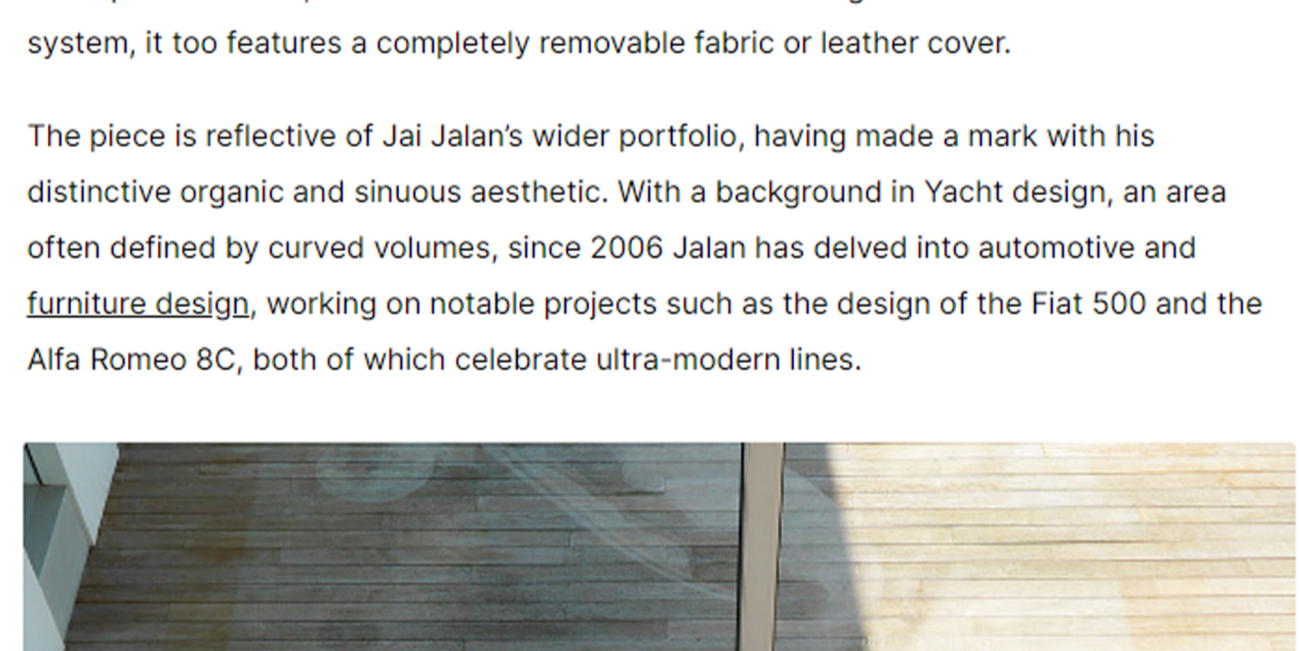 system, it too features a completely removable fabric or leather cover.
The piece is reflective of Jai Jalan’s wider portfolio, having made a mark with his
distinctive organic and sinuous aesthetic. With a background in Yacht design, an area
often defined by curved volumes, since 2006 Jalan has delved into automotive and
furniture design, working on notable projects such as the design of the Fiat 500 and the
Alfa Romeo 8C, both of which celebrate ultra-modern lines.